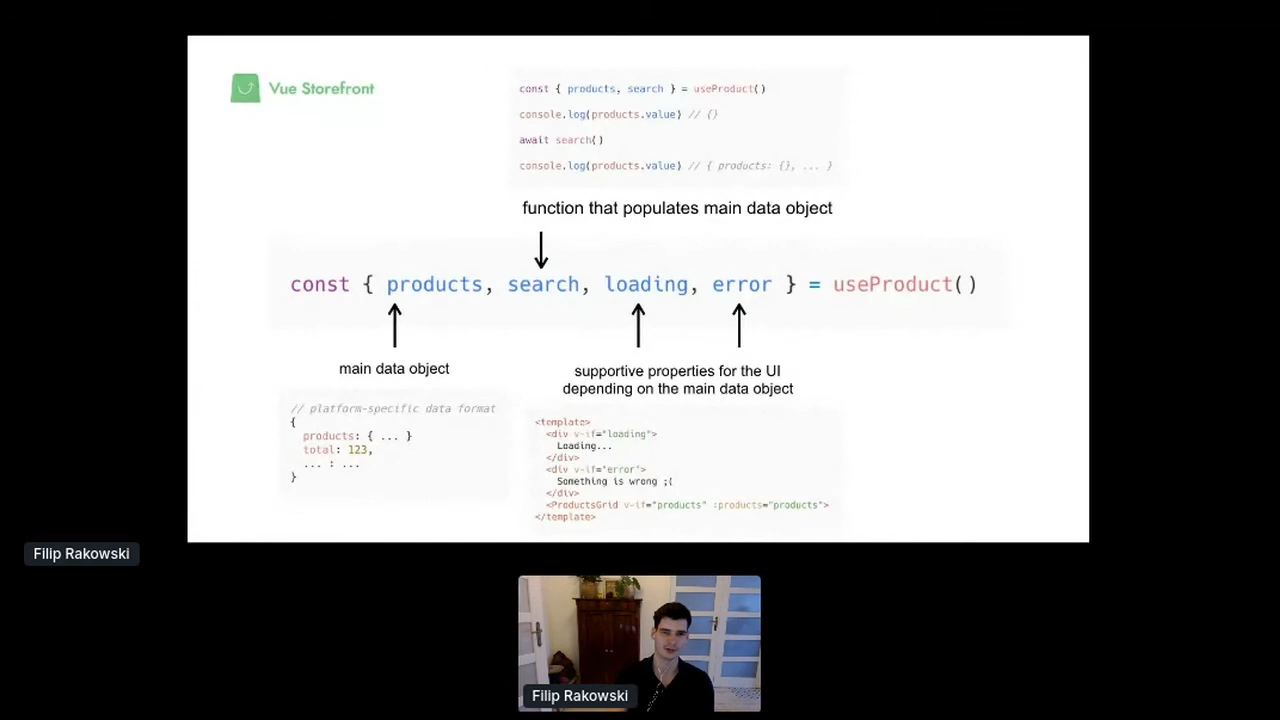 Vue Storefront
const { products, search } = useProduct()
console.log(products.value) // {}
await search()
console.log(products.value) // { products: {}, ... }
function that populates main data object
const { products, search, loading, error } = useProduct()
main data object
supportive properties for the UI
depending on the main data object
// platform-specific data format
{
products: { ... }
total: 123,
... : ...
}
<template>
<div v-if="loading">
Loading...
</div>
<div v-if="error">
Something is wrong ;(
</div>
<ProductsGrid v-if="products" :products="products">
</template>
Filip Rakowski
Filip Rakowski